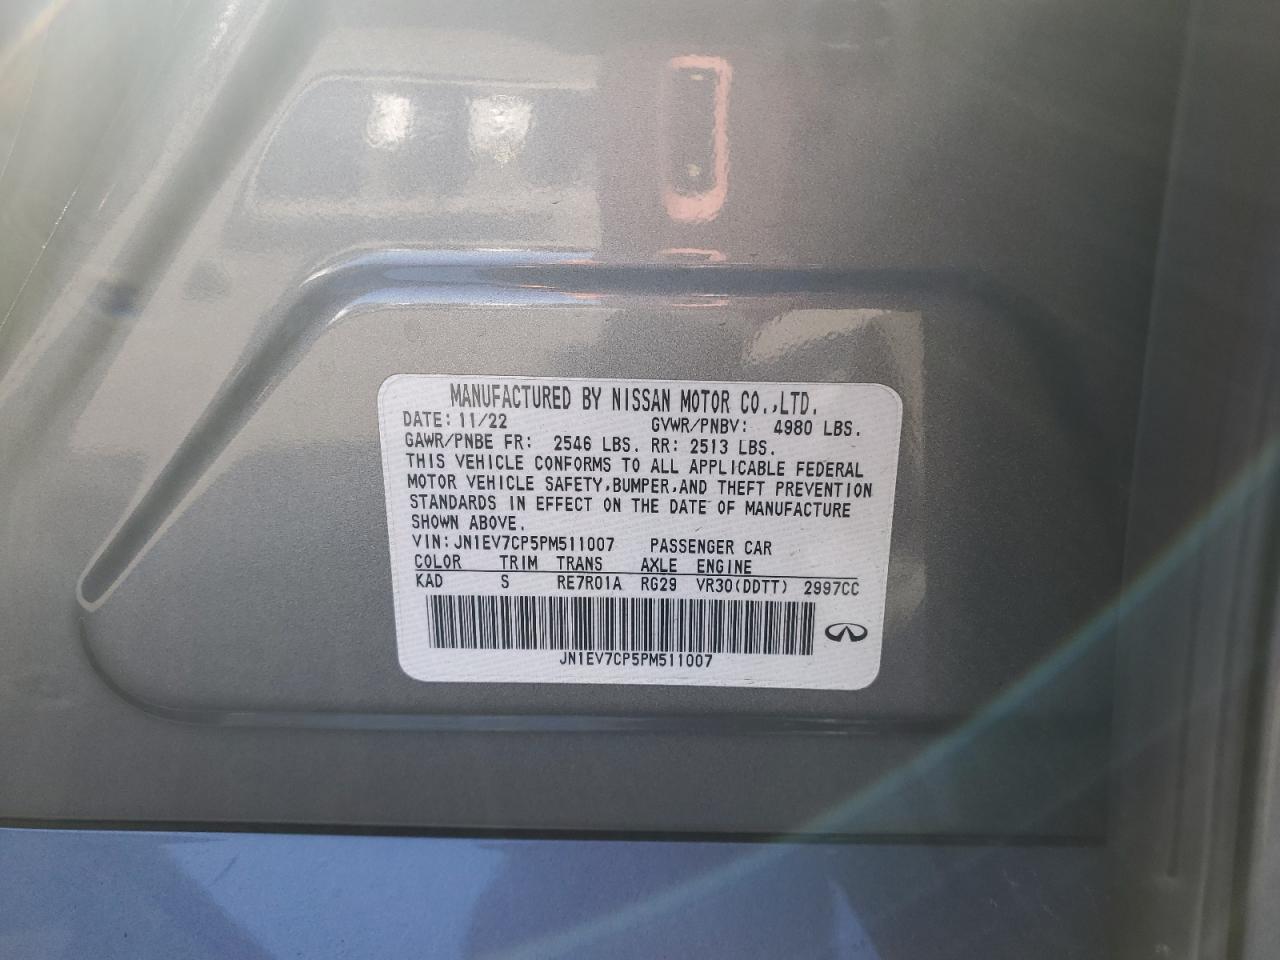 MANUFACTURED BY NISSAN MOTOR CO.,LTD.
DATE: 11/22 GVWR/PNBV: 4980 LBS.
GAWR/PNBE FR: 2546 LBS. RR: 2513 LBS.
THIS VEHICLE CONFORMS TO ALL APPLICABLE FEDERAL
MOTOR VEHICLE SAFETY,BUMPER,AND THEFT PREVENTION
STANDARDS IN EFFECT ON THE DATE OF MANUFACTURE
SHOWN ABOVE.
VIN:JN1EV7CP5PM511007 PASSENGER CAR
COLOR TRIM TRANS AXLE ENGINE
KAD S RE7R01A RG29 VR30(DDTT) 2997CC
JN1EV7CP5PM511007